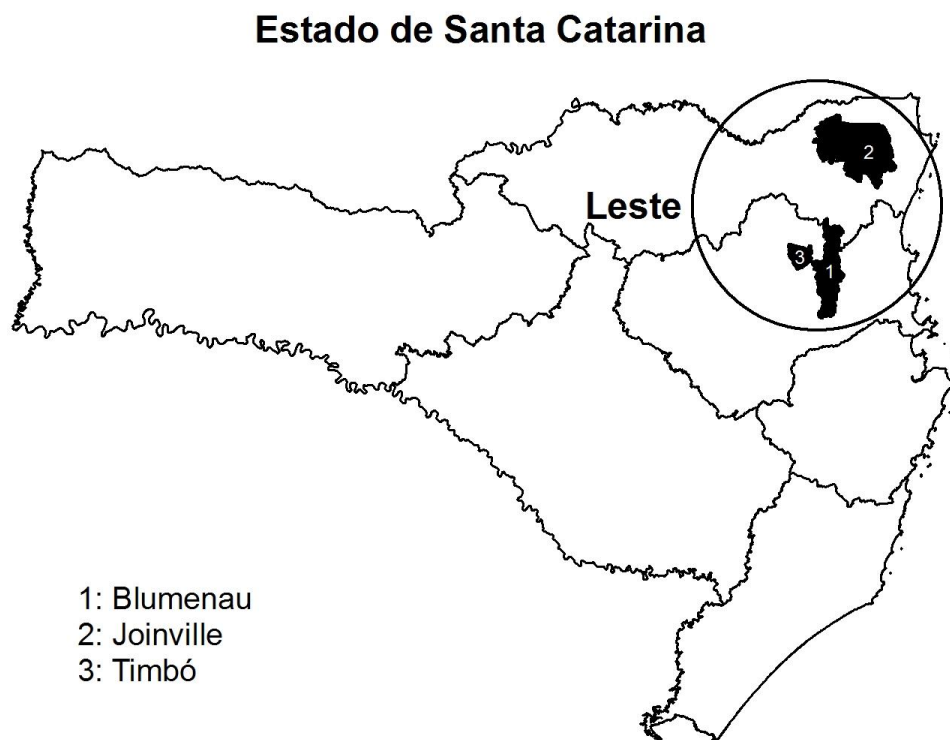 Estado de Santa Catarina
2
Leste
3
1
1: Blumenau
2: Joinville
3: Timbó